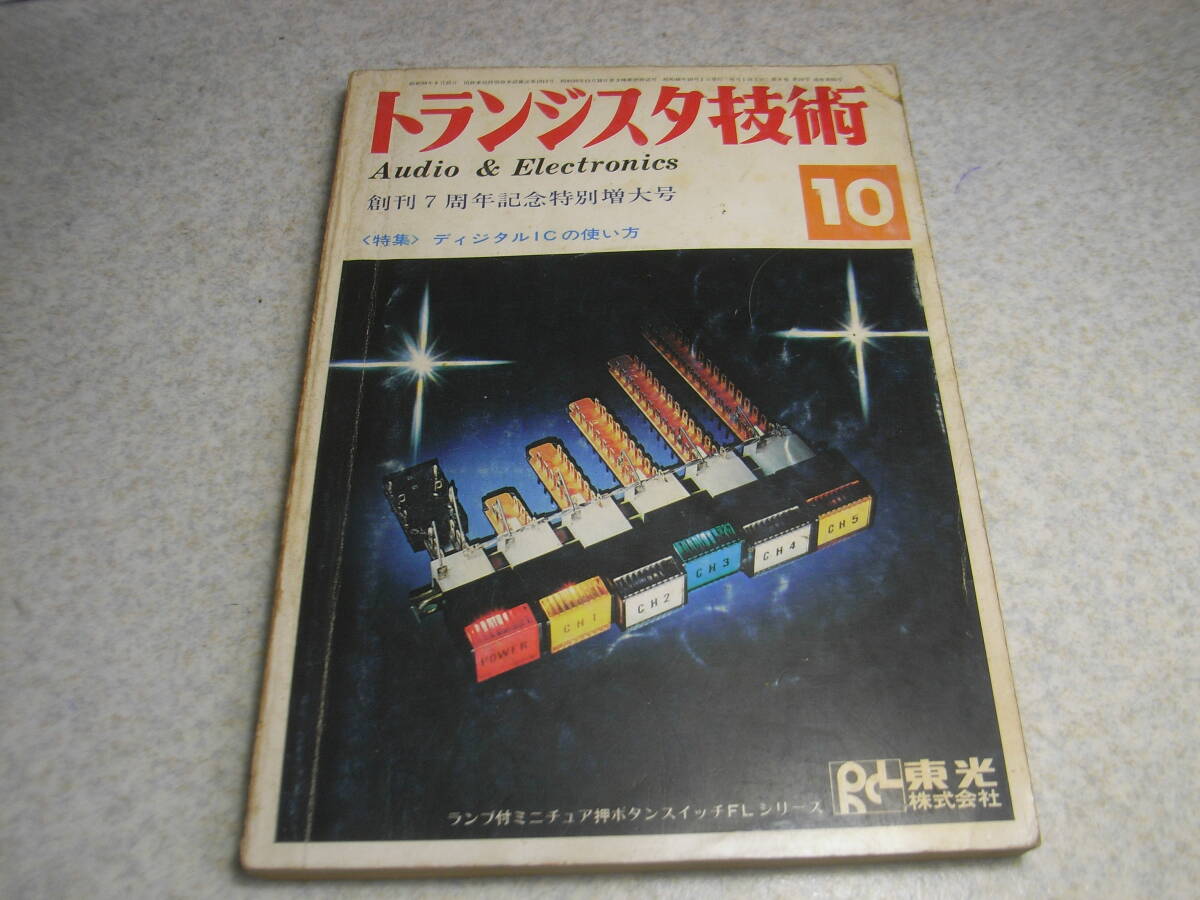 トランジスタ技術
Audio & Electronics
創刊7周年記念特別増大号
10
〈特集〉 ディジタルICの使い方
POWER
CH1
CH2
CH3
CH4
CH5
東光
株式会社
ランプ付ミニチュア押ボタンスイッチFLシリーズ